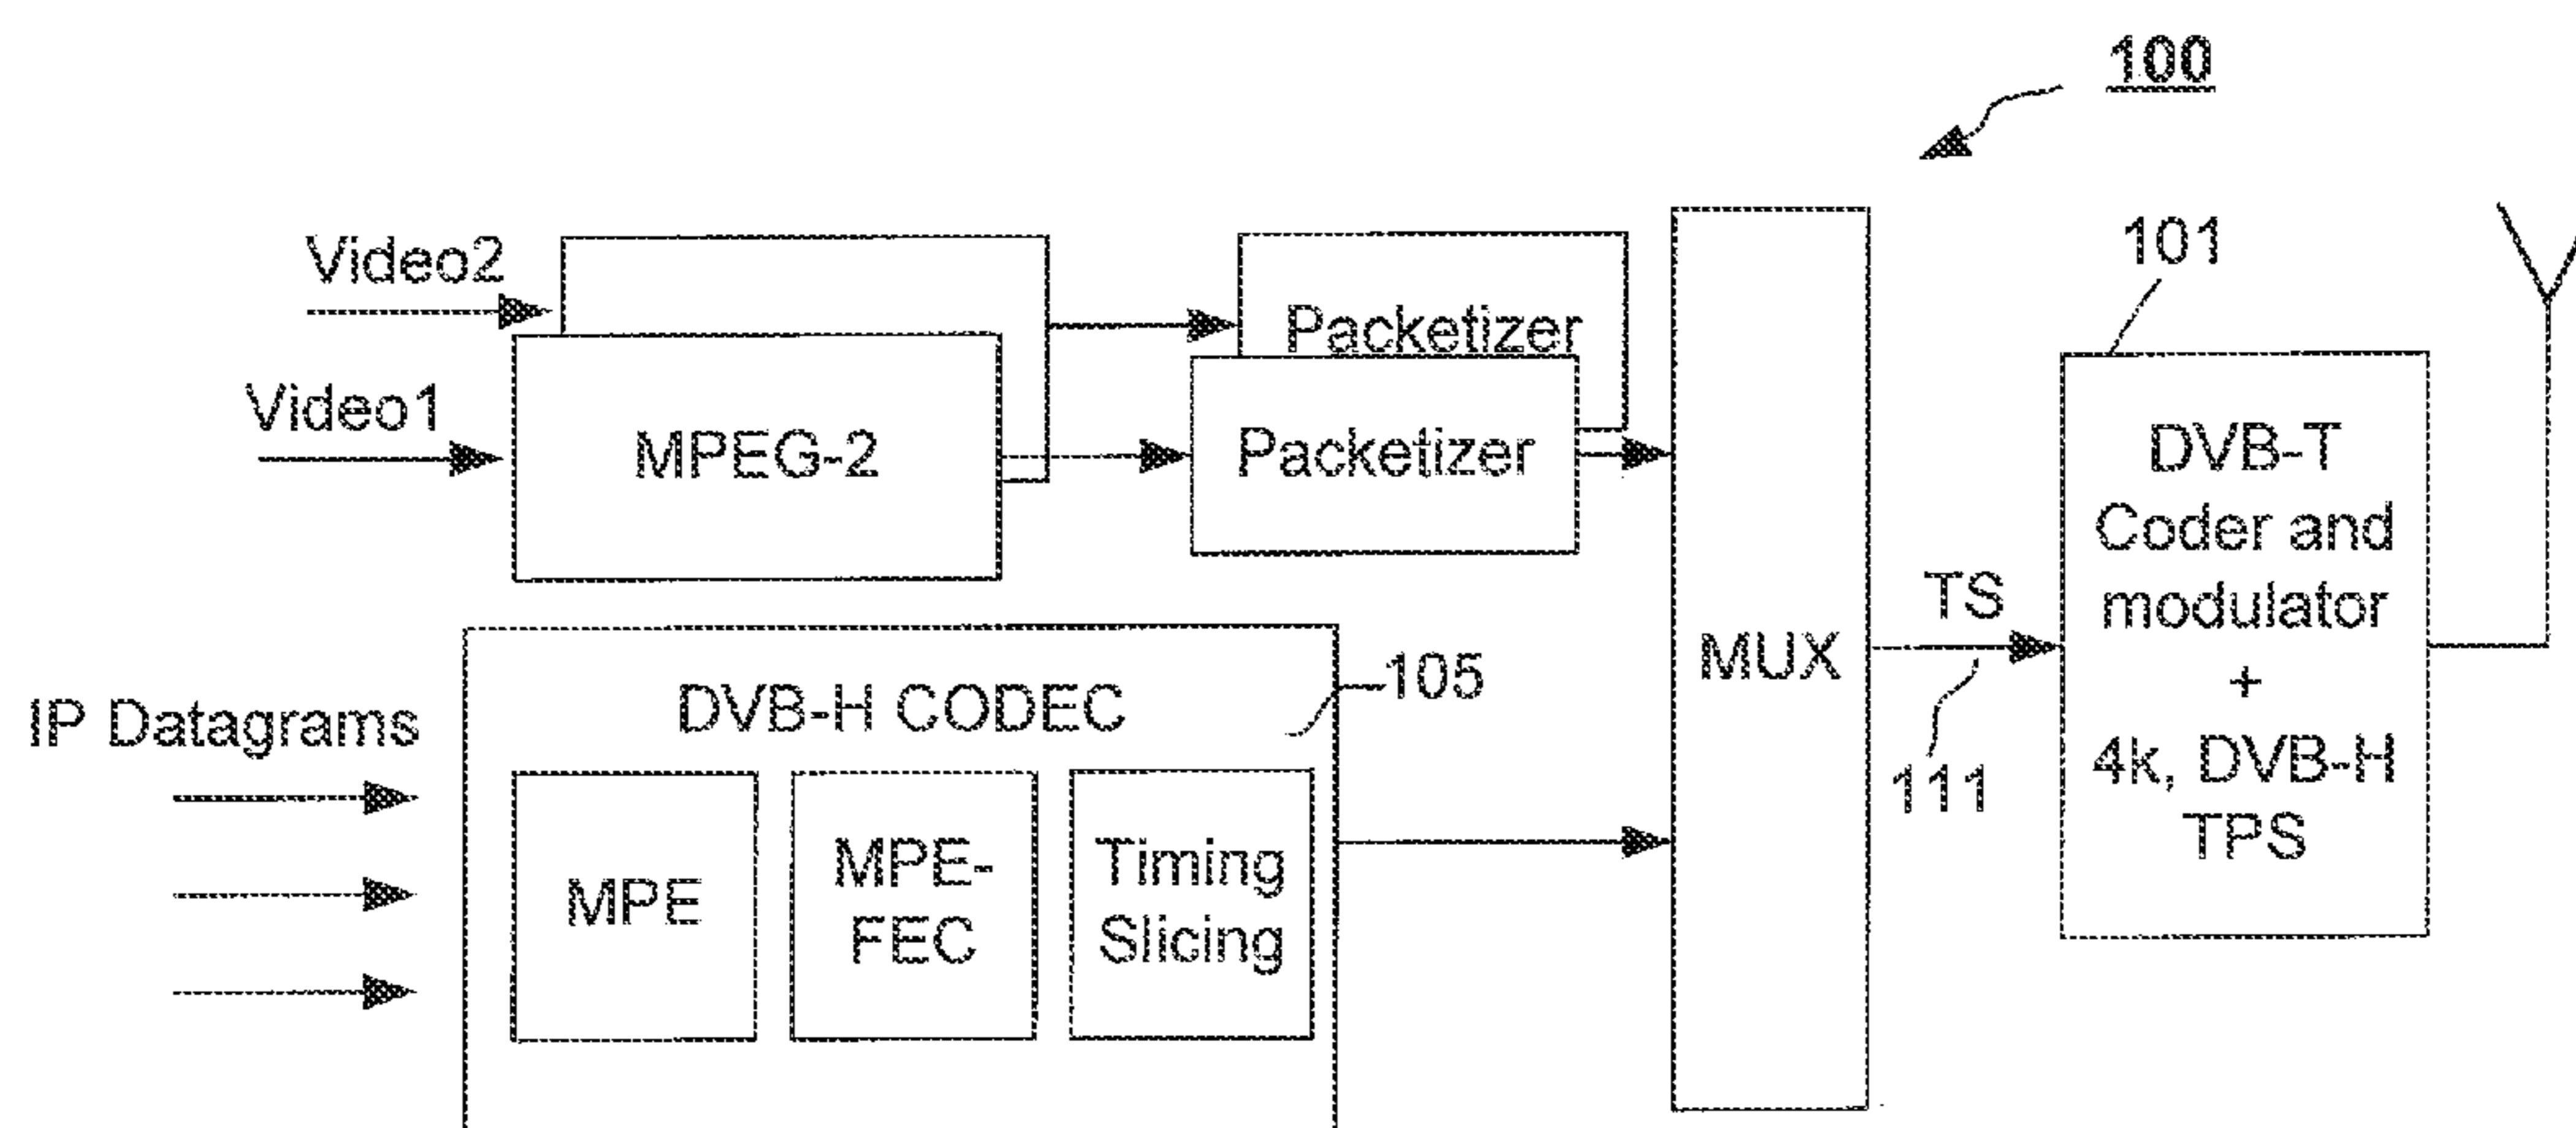 100
101
Video2
Packetizer
Video1
MPEG-2
Packetizer
DVB-T
Coder and
modulator
+
4k, DVB-H
TPS
TS
111
MUX
105
DVB-H CODEC
IP Datagrams
MPE
MPE-
FEC
Timing
Slicing